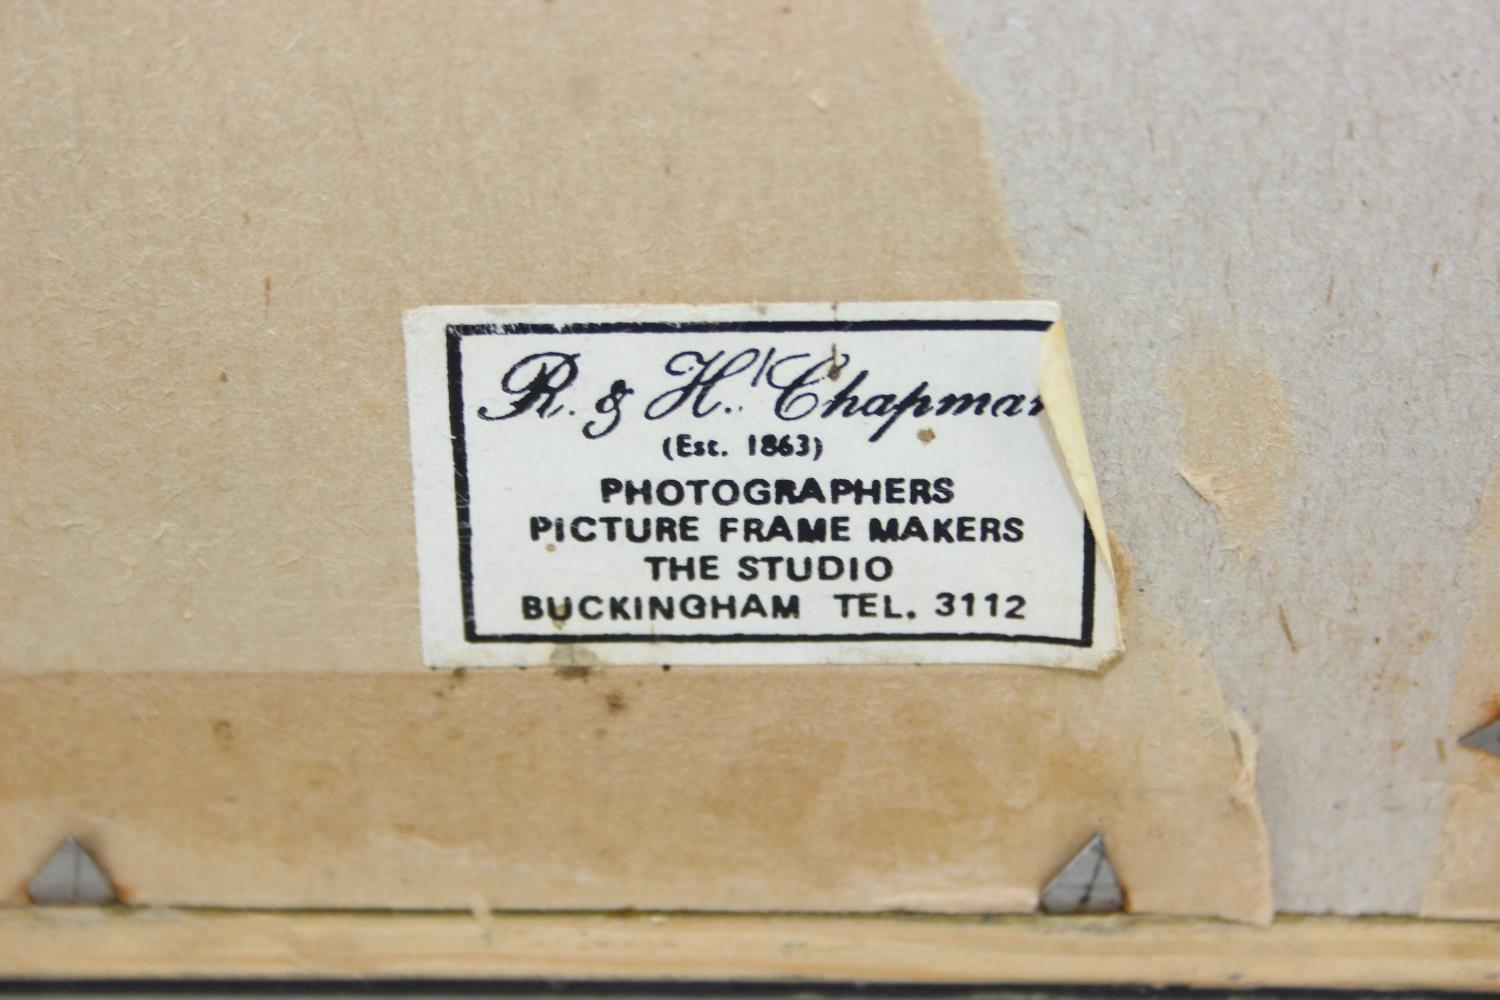 R. & H. Chapman
(Est. 1863)
PHOTOGRAPHERS
PICTURE FRAME MAKERS
THE STUDIO
BUCKINGHAM TEL. 3112